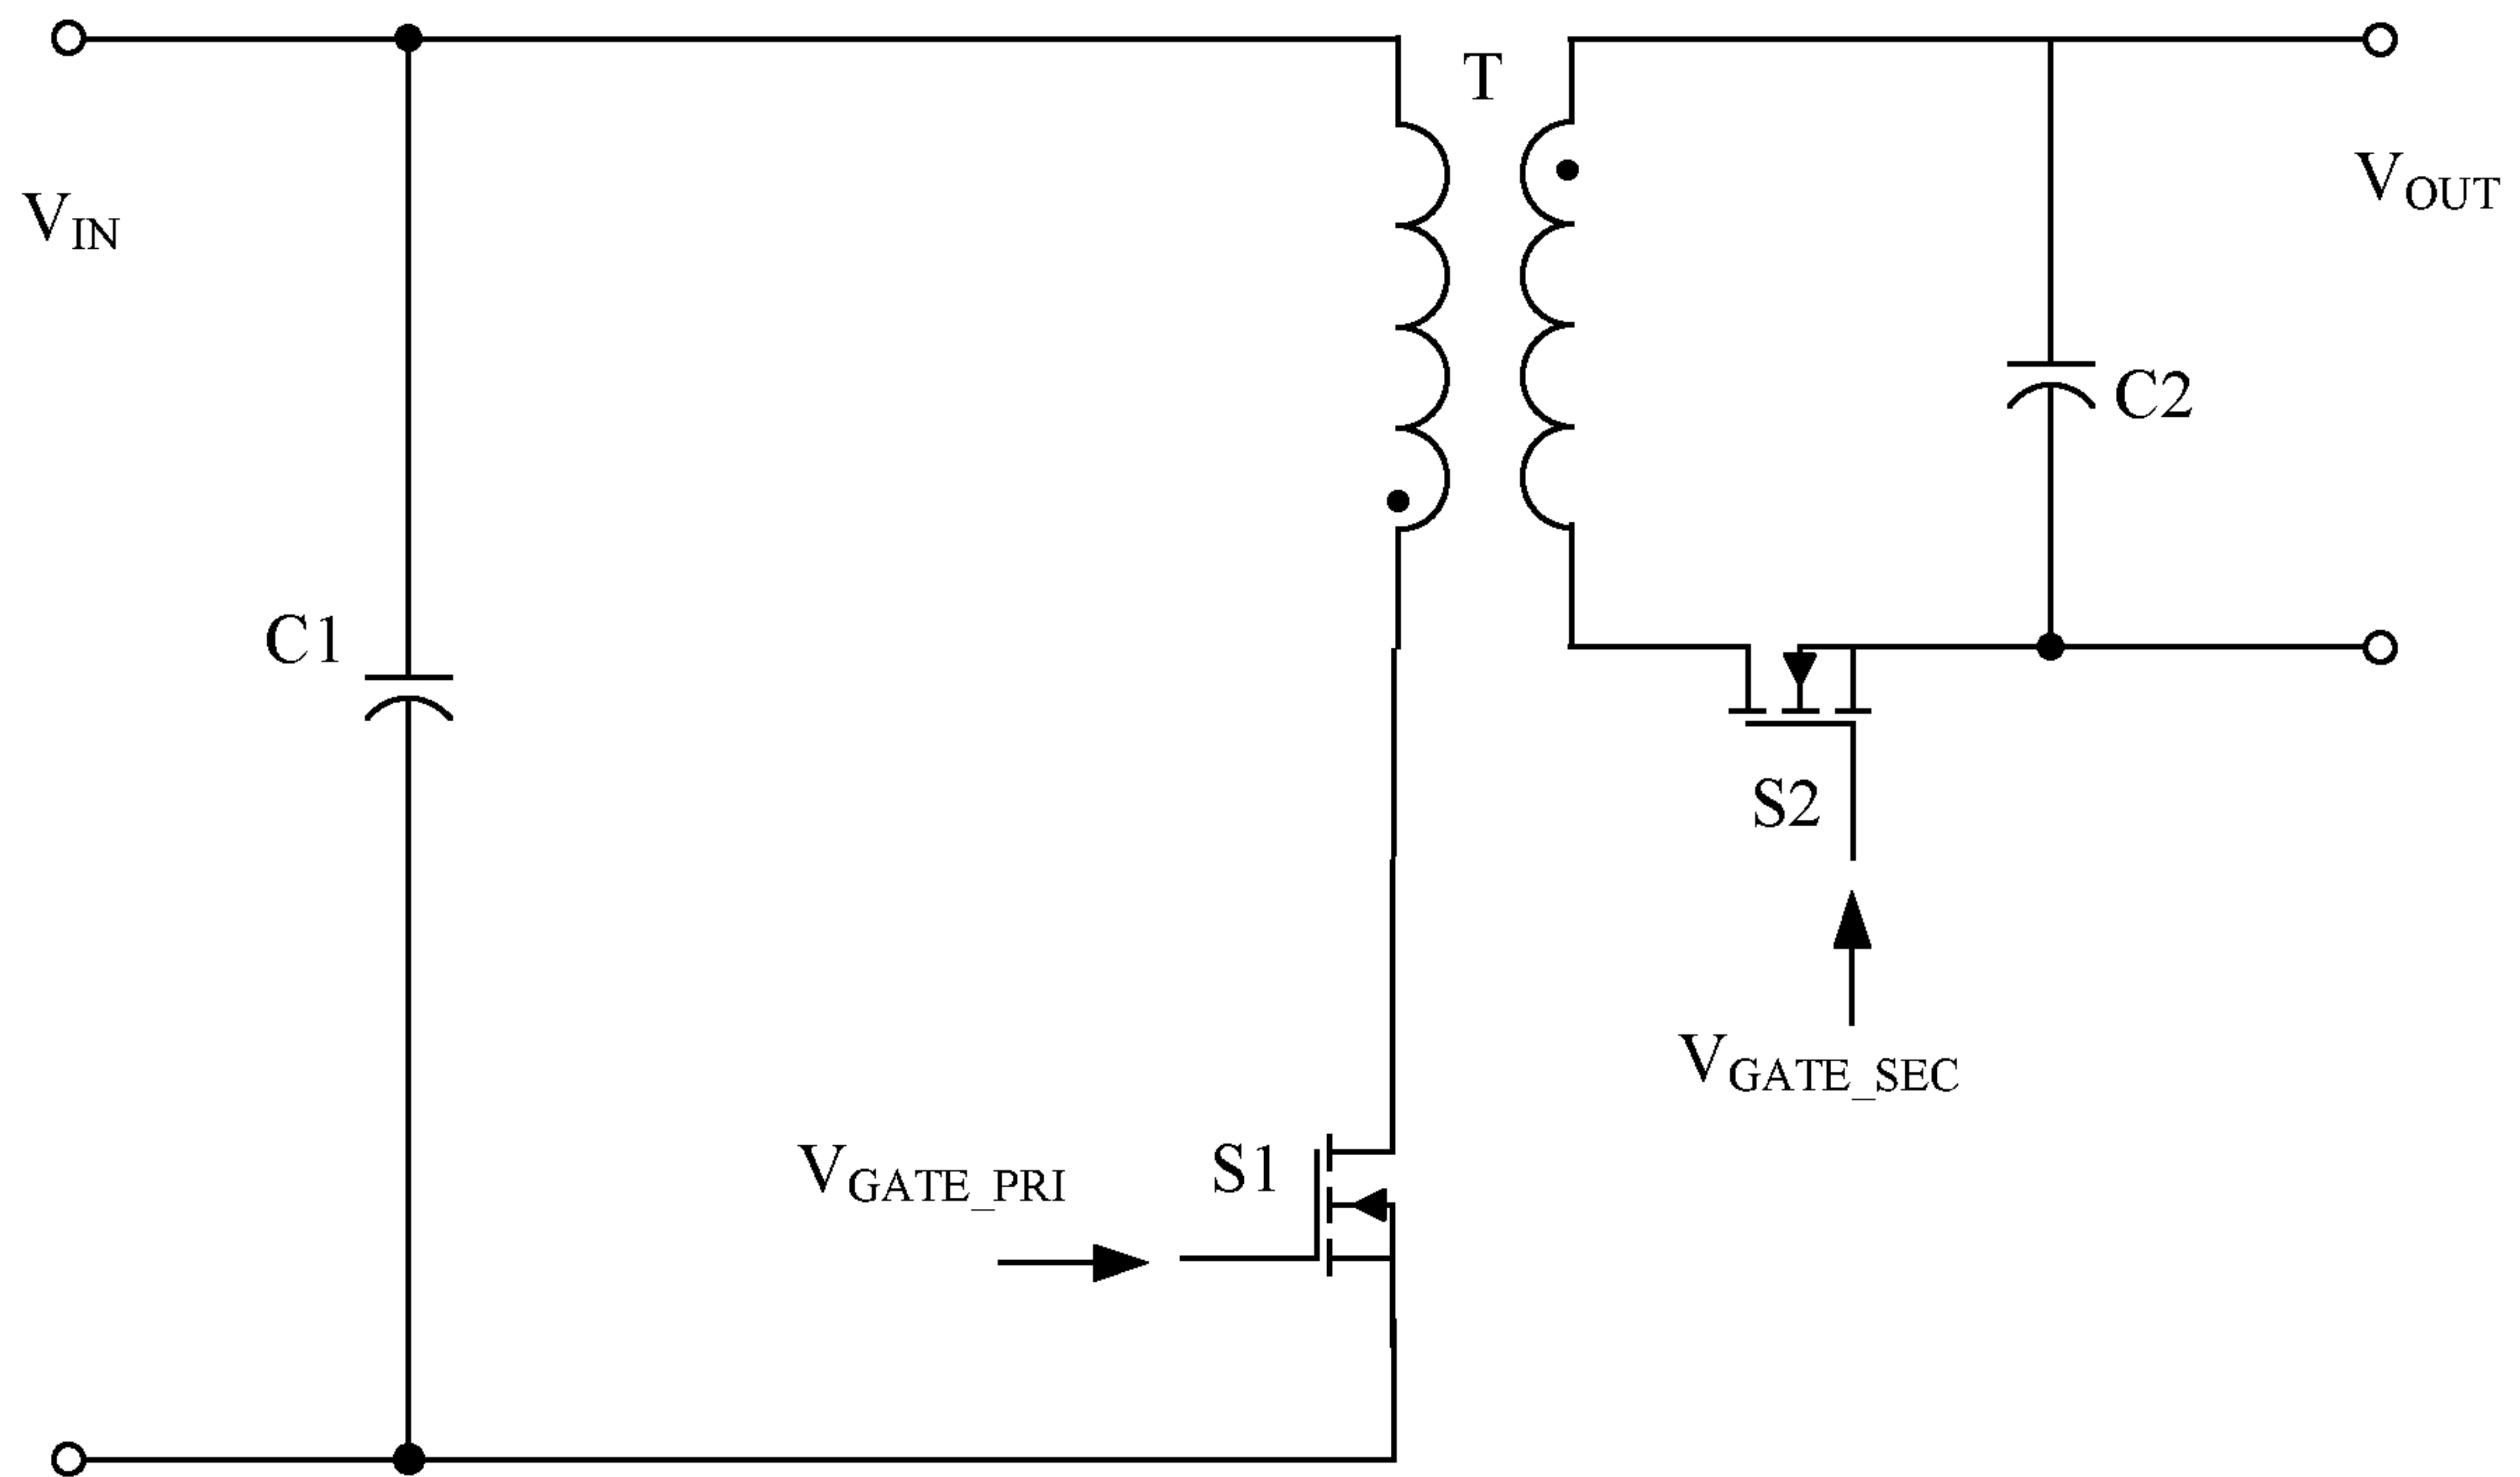 T
V_IN
V_OUT
C2
C1
S2
V_GATE_SEC
V_GATE_PRI
S1